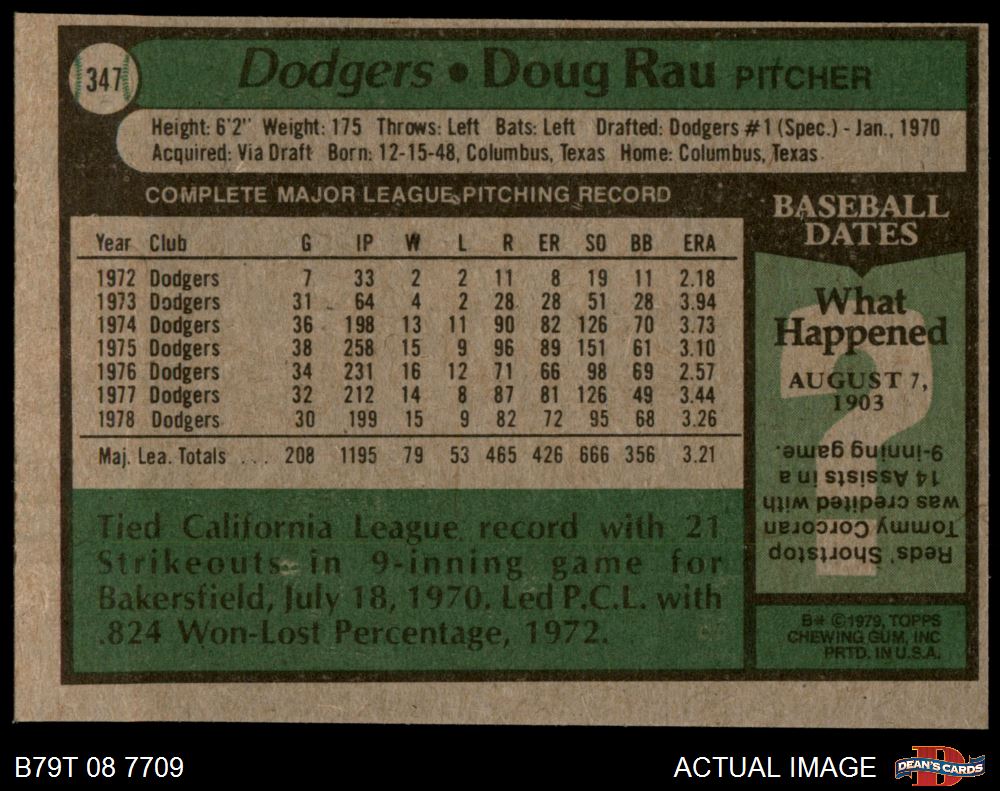 347
Dodgers • Doug Rau PITCHER
Height: 6'2" Weight: 175 Throws: Left Bats: Left Drafted: Dodgers #1 (Spec.) - Jan., 1970
Acquired: Via Draft Born: 12-15-48, Columbus, Texas Home: Columbus, Texas
COMPLETE MAJOR LEAGUE PITCHING RECORD
Year Club G IP W L R ER SO BB ERA
1972 Dodgers 7 33 2 2 11 8 19 11 2.18
1973 Dodgers 31 64 4 2 28 28 51 28 3.94
1974 Dodgers 36 198 13 11 90 82 126 70 3.73
1975 Dodgers 38 258 15 9 96 89 151 61 3.10
1976 Dodgers 34 231 16 12 71 66 98 69 2.57
1977 Dodgers 32 212 14 8 87 81 126 49 3.44
1978 Dodgers 30 199 15 9 82 72 95 68 3.26
Maj. Lea. Totals ... 208 1195 79 53 465 426 666 356 3.21
Tied California League record with 21
Strikeouts in 9-inning game for
Bakersfield, July 18, 1970. Led P.C.L. with
.824 Won-Lost Percentage, 1972.
BASEBALL
DATES
What
Happened
?
AUGUST 7,
1903
Reds' Shortstop
Tommy Corcoran
was credited with
14 Assists in a
9-inning game.
B* ©1979, TOPPS
CHEWING GUM, INC
PRTD. IN U.S.A.
B79T 08 7709
ACTUAL IMAGE
D
DEAN'S CARDS